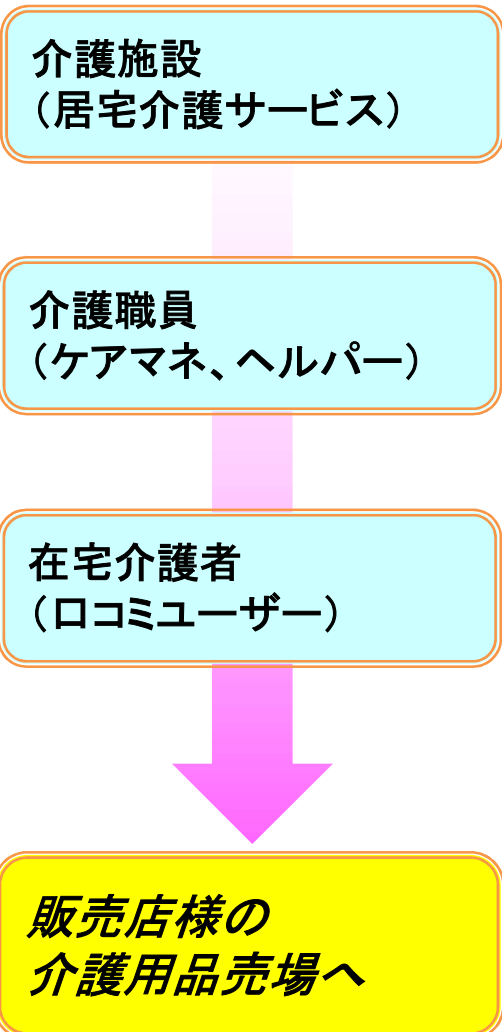 介護施設
（居宅介護サービス）
介護職員
（ケアマネ、ヘルパー）
在宅介護者
（口コミユーザー）
販売店様の
介護用品売場へ